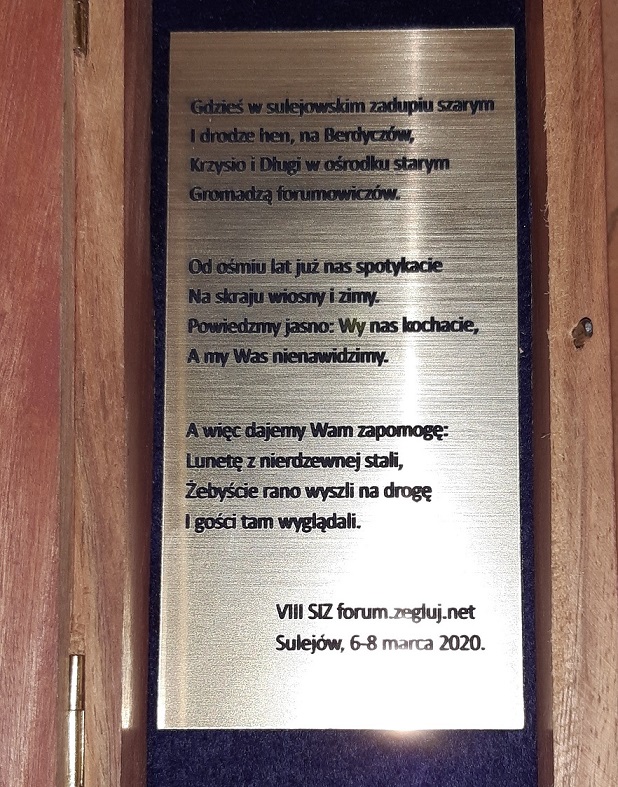 Gdzieś w sulejowskim zadupiu szarym
I drodze hen, na Berdyczów,
Krzysio i Długi w ośrodku starym
Gromadzą forumowiczów.
Od ośmiu lat już nas spotykacie
Na skraju wiosny i zimy.
Powiedzmy jasno: Wy nas kochacie,
A my Was nienawidzimy.
A więc dajemy Wam zapomogę:
Lunetę z nierdzewnej stali,
Żebyście rano wyszli na drogę
I gości tam wyglądali.
VIII SIZ forum.zegluj.net
Sulejów, 6-8 marca 2020.